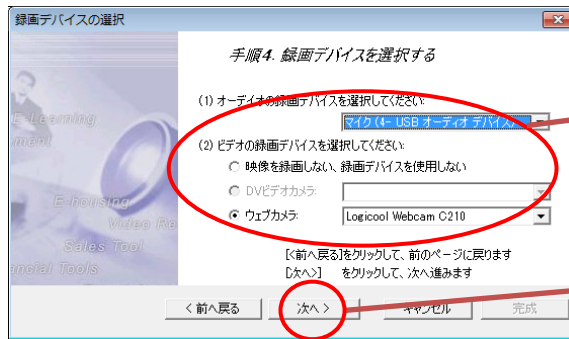 録画デバイスの選択
手順4. 録画デバイスを選択する
(1) オーディオの録画デバイスを選択してください:
マイク (4- USB オーディオ デバイス)
(2) ビデオの録画デバイスを選択してください:
映像を録画しない、録画デバイスを使用しない
DVビデオカメラ:
ウェブカメラ: Logicool Webcam C210
[<前へ戻る]をクリックして、前のページに戻ります
[次へ>] をクリックして、次へ進みます
E-Learning
ment
E-housing
Video Re
Sales Tool
ancial Tools
<前へ戻る 次へ> キャンセル 完成